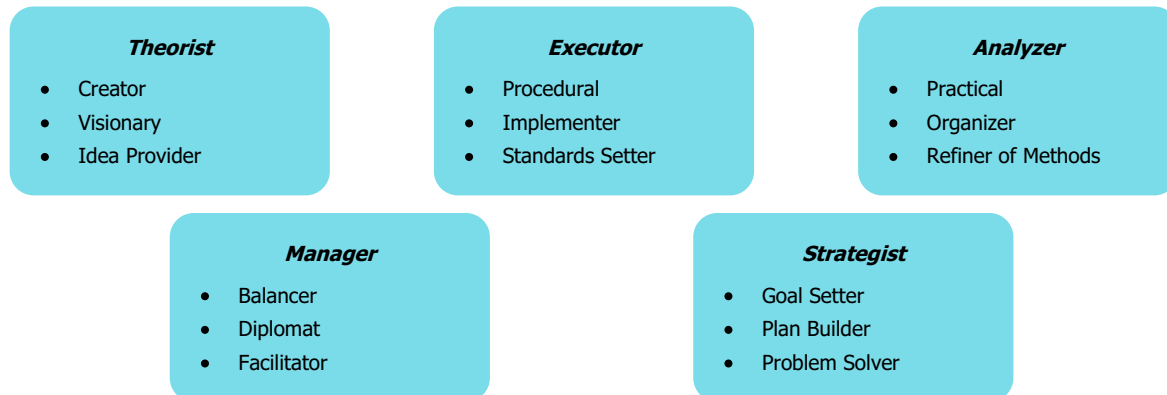 Theorist
• Creator
• Visionary
• Idea Provider
Executor
• Procedural
• Implementer
• Standards Setter
Analyzer
• Practical
• Organizer
• Refiner of Methods
Manager
• Balancer
• Diplomat
• Facilitator
Strategist
• Goal Setter
• Plan Builder
• Problem Solver